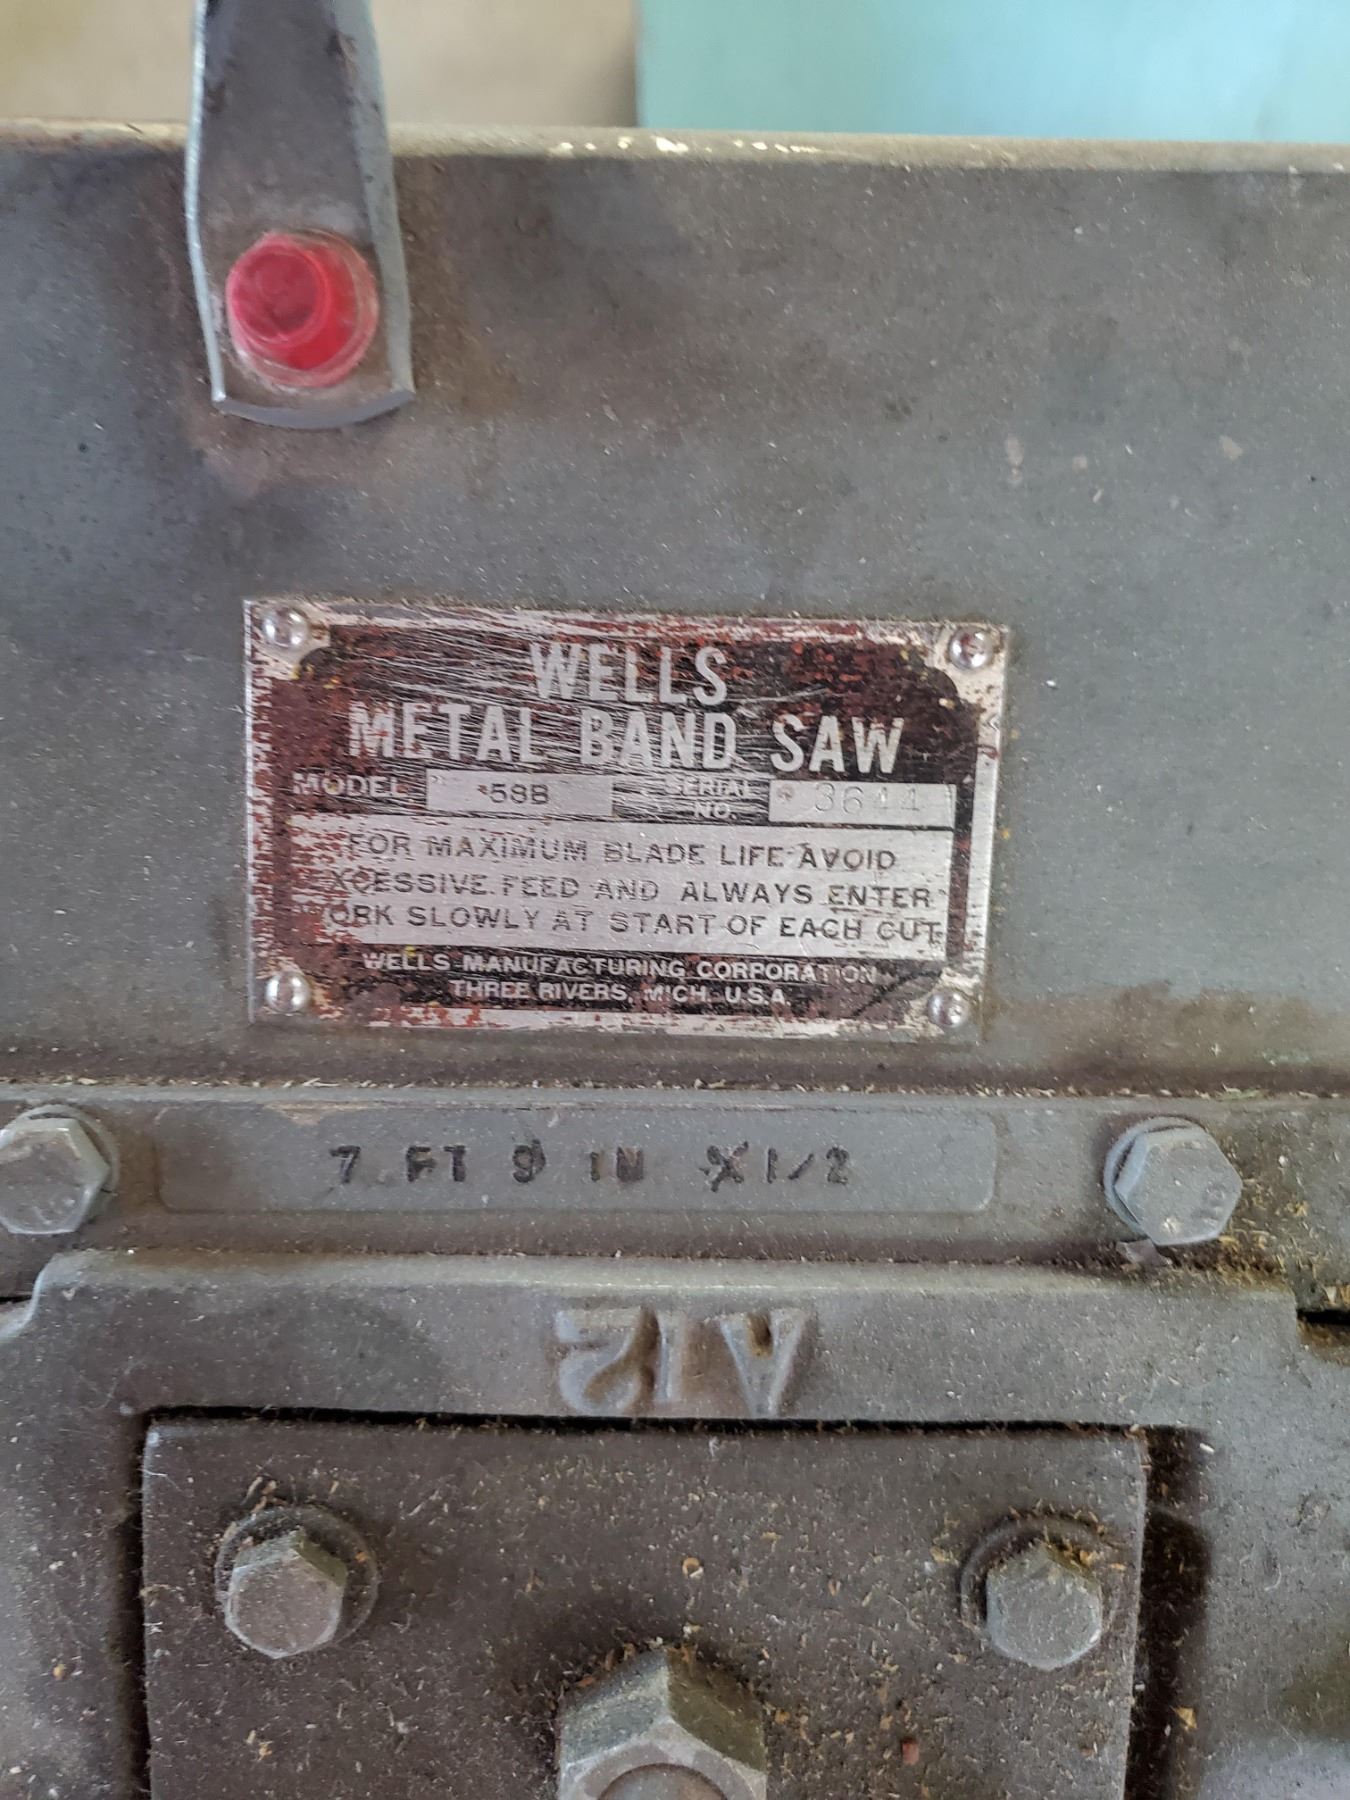 WELLS
METAL BAND SAW
MODEL 58B SERIAL NO. 3644
FOR MAXIMUM BLADE LIFE AVOID
XCESSIVE FEED AND ALWAYS ENTER
ORK SLOWLY AT START OF EACH CUT
WELLS MANUFACTURING CORPORATION
THREE RIVERS, MICH. U.S.A.
7 FT 9 IN X 1/2
A12